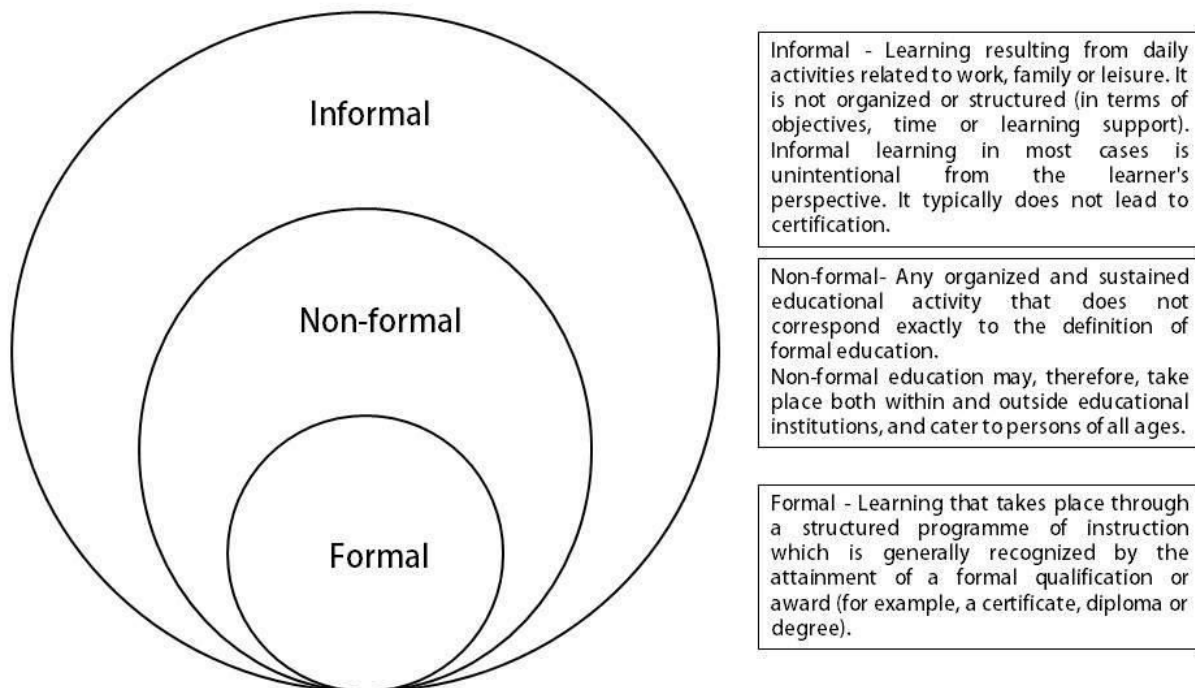 Informal
Non-formal
Formal
Informal - Learning resulting from daily
activities related to work, family or leisure. It
is not organized or structured (in terms of
objectives, time or learning support).
Informal learning in most cases is
unintentional from the learner's
perspective. It typically does not lead to
certification.
Non-formal- Any organized and sustained
educational activity that does not
correspond exactly to the definition of
formal education.
Non-formal education may, therefore, take
place both within and outside educational
institutions, and cater to persons of all ages.
Formal - Learning that takes place through
a structured programme of instruction
which is generally recognized by the
attainment of a formal qualification or
award (for example, a certificate, diploma or
degree).